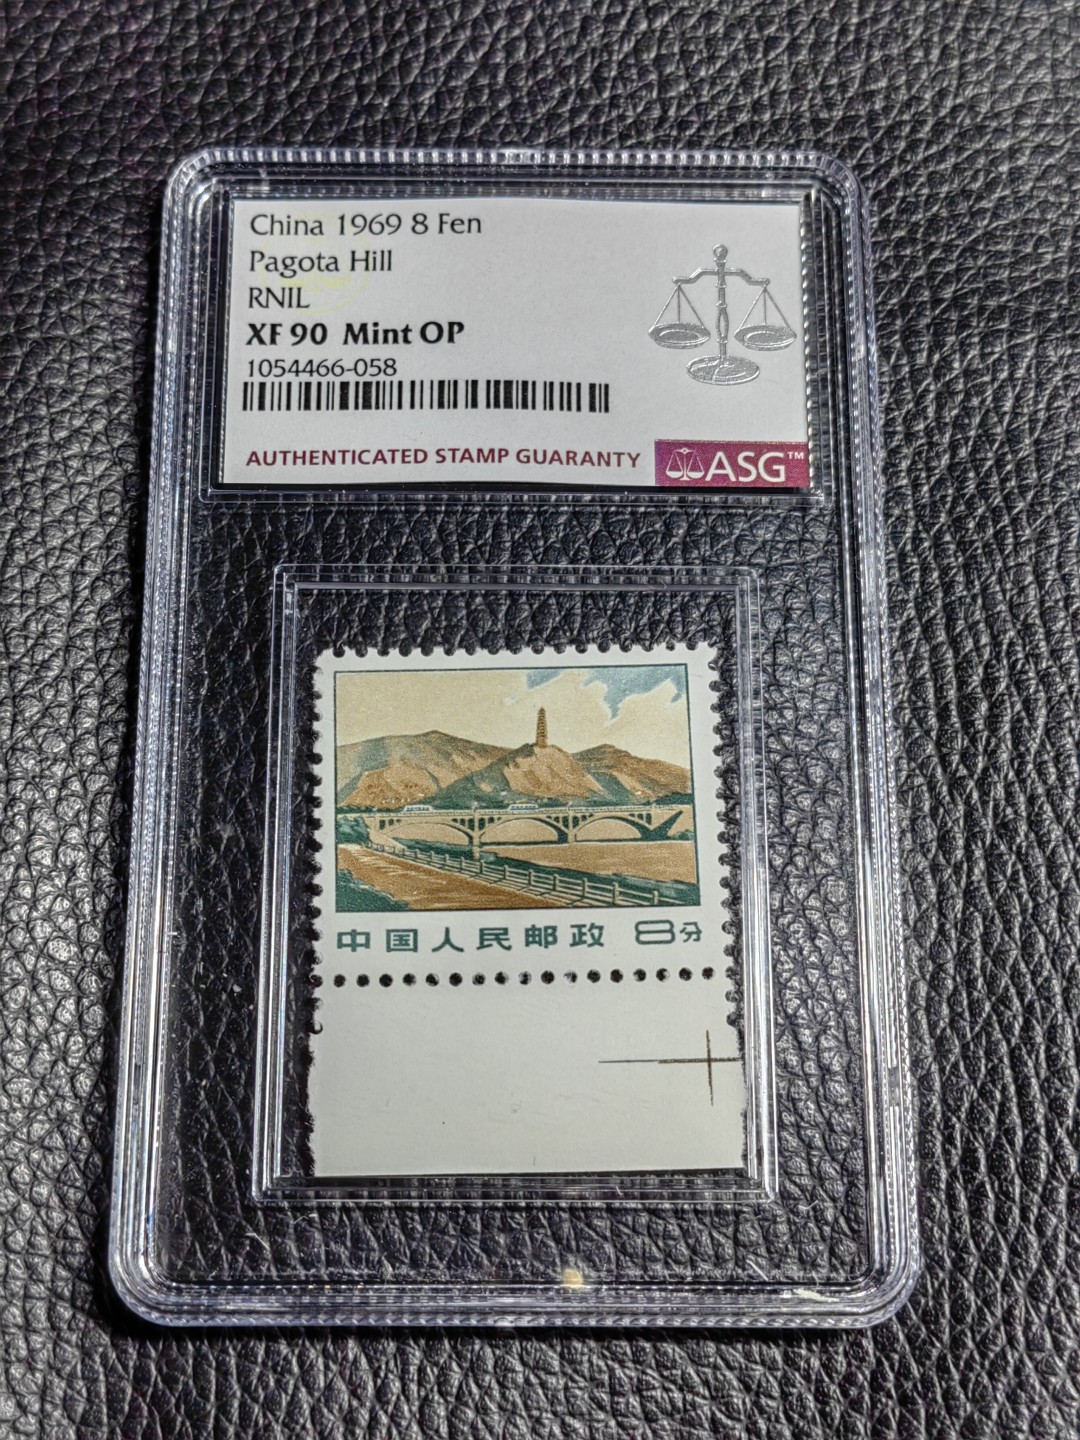 China 1969 8 Fen
Pagota Hill
RNIL
XF 90 Mint OP
1054466-058
AUTHENTICATED STAMP GUARANTY
ASG™
中国人民邮政 8分